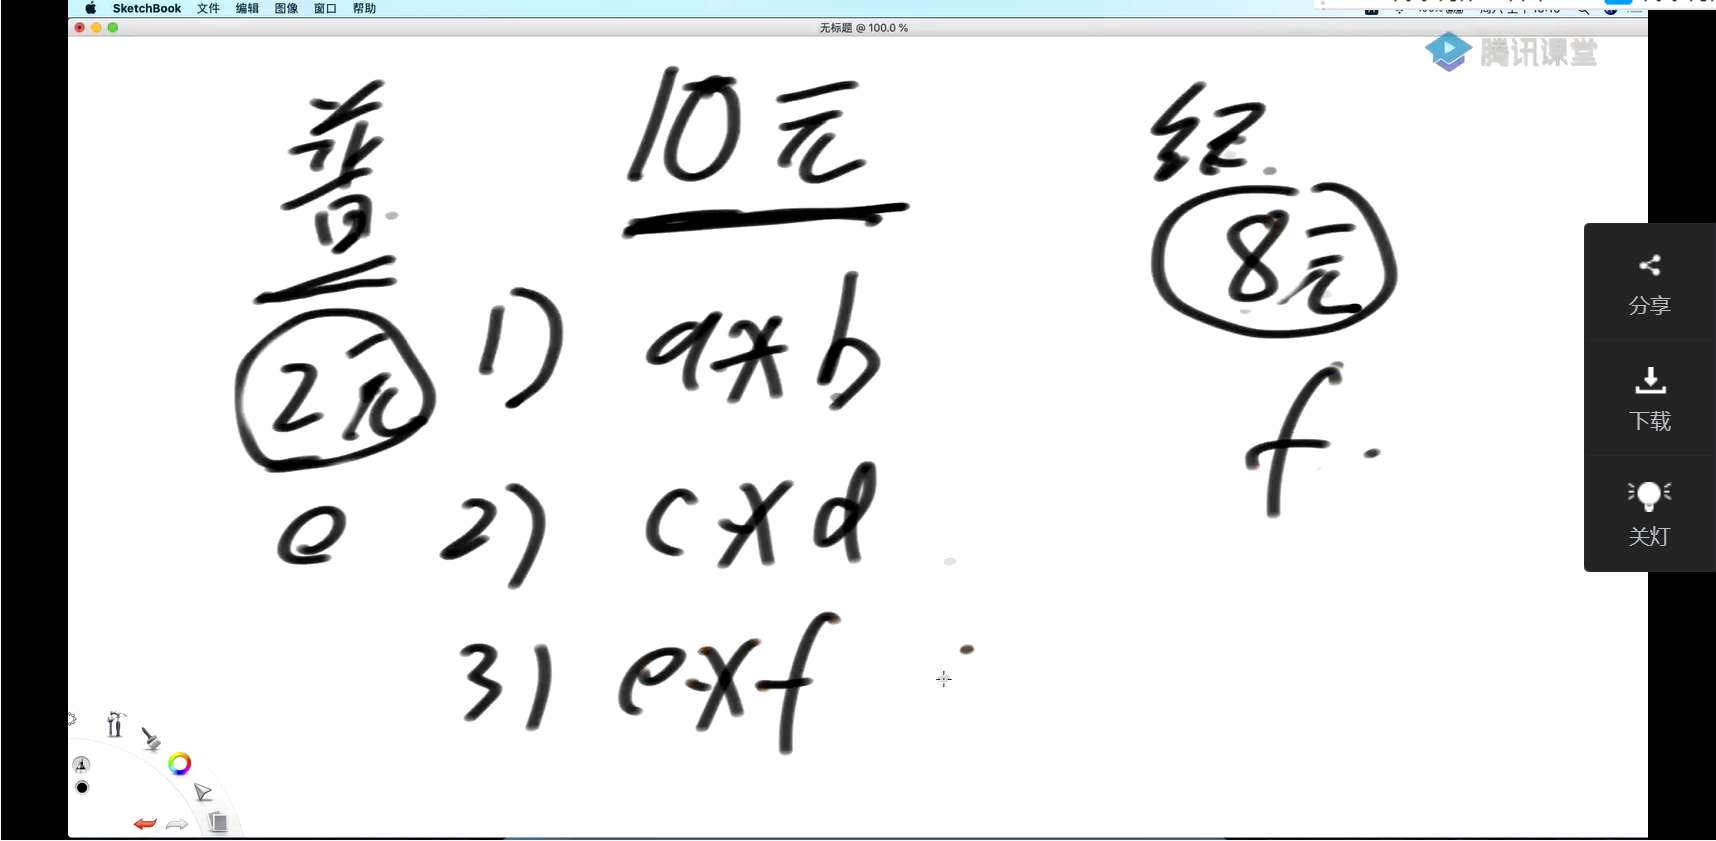 SketchBook 文件 编辑 图像 窗口 帮助
无标题 @ 100.0 %
腾讯课堂
普 10元 经
8元
2元 1) a×b
f
e 2) c×d
3) e×f
分享
下载
关灯